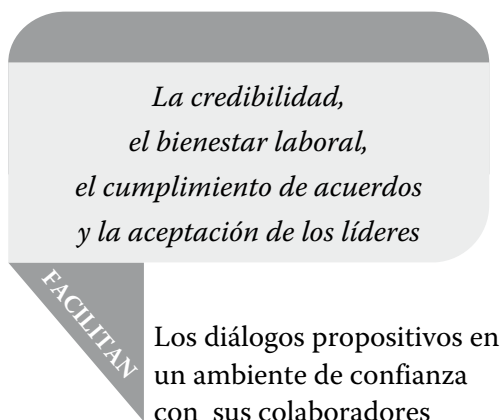 La credibilidad,
el bienestar laboral,
el cumplimiento de acuerdos
y la aceptación de los líderes
FACILITAN
Los diálogos propositivos en
un ambiente de confianza
con sus colaboradores